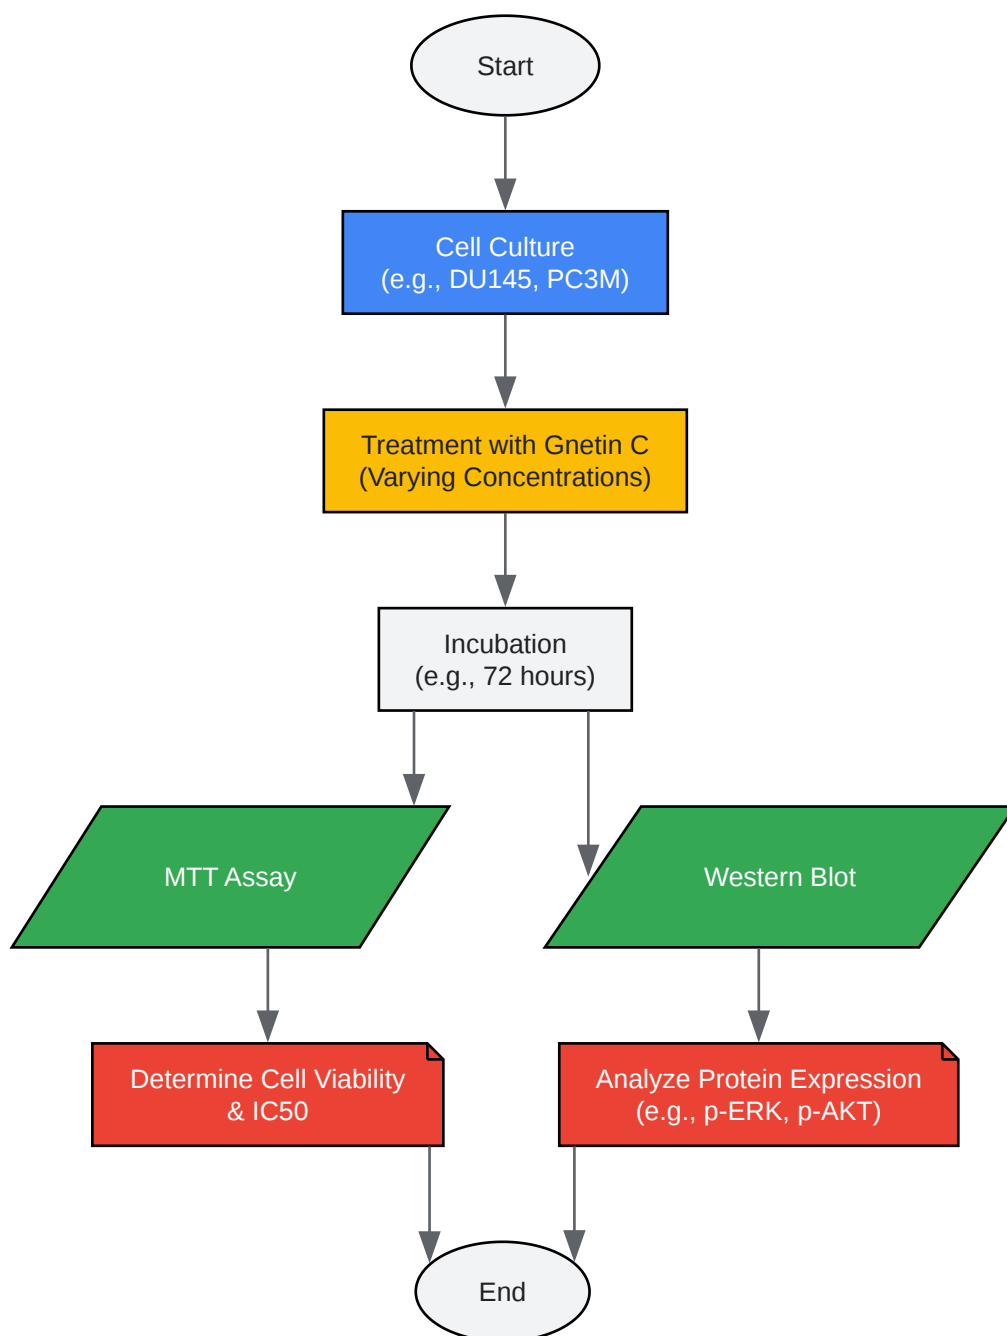 Start
Cell Culture
(e.g., DU145, PC3M)
Treatment with Gnetin C
(Varying Concentrations)
Incubation
(e.g., 72 hours)
MTT Assay
Western Blot
Determine Cell Viability
& IC50
Analyze Protein Expression
(e.g., p-ERK, p-AKT)
End